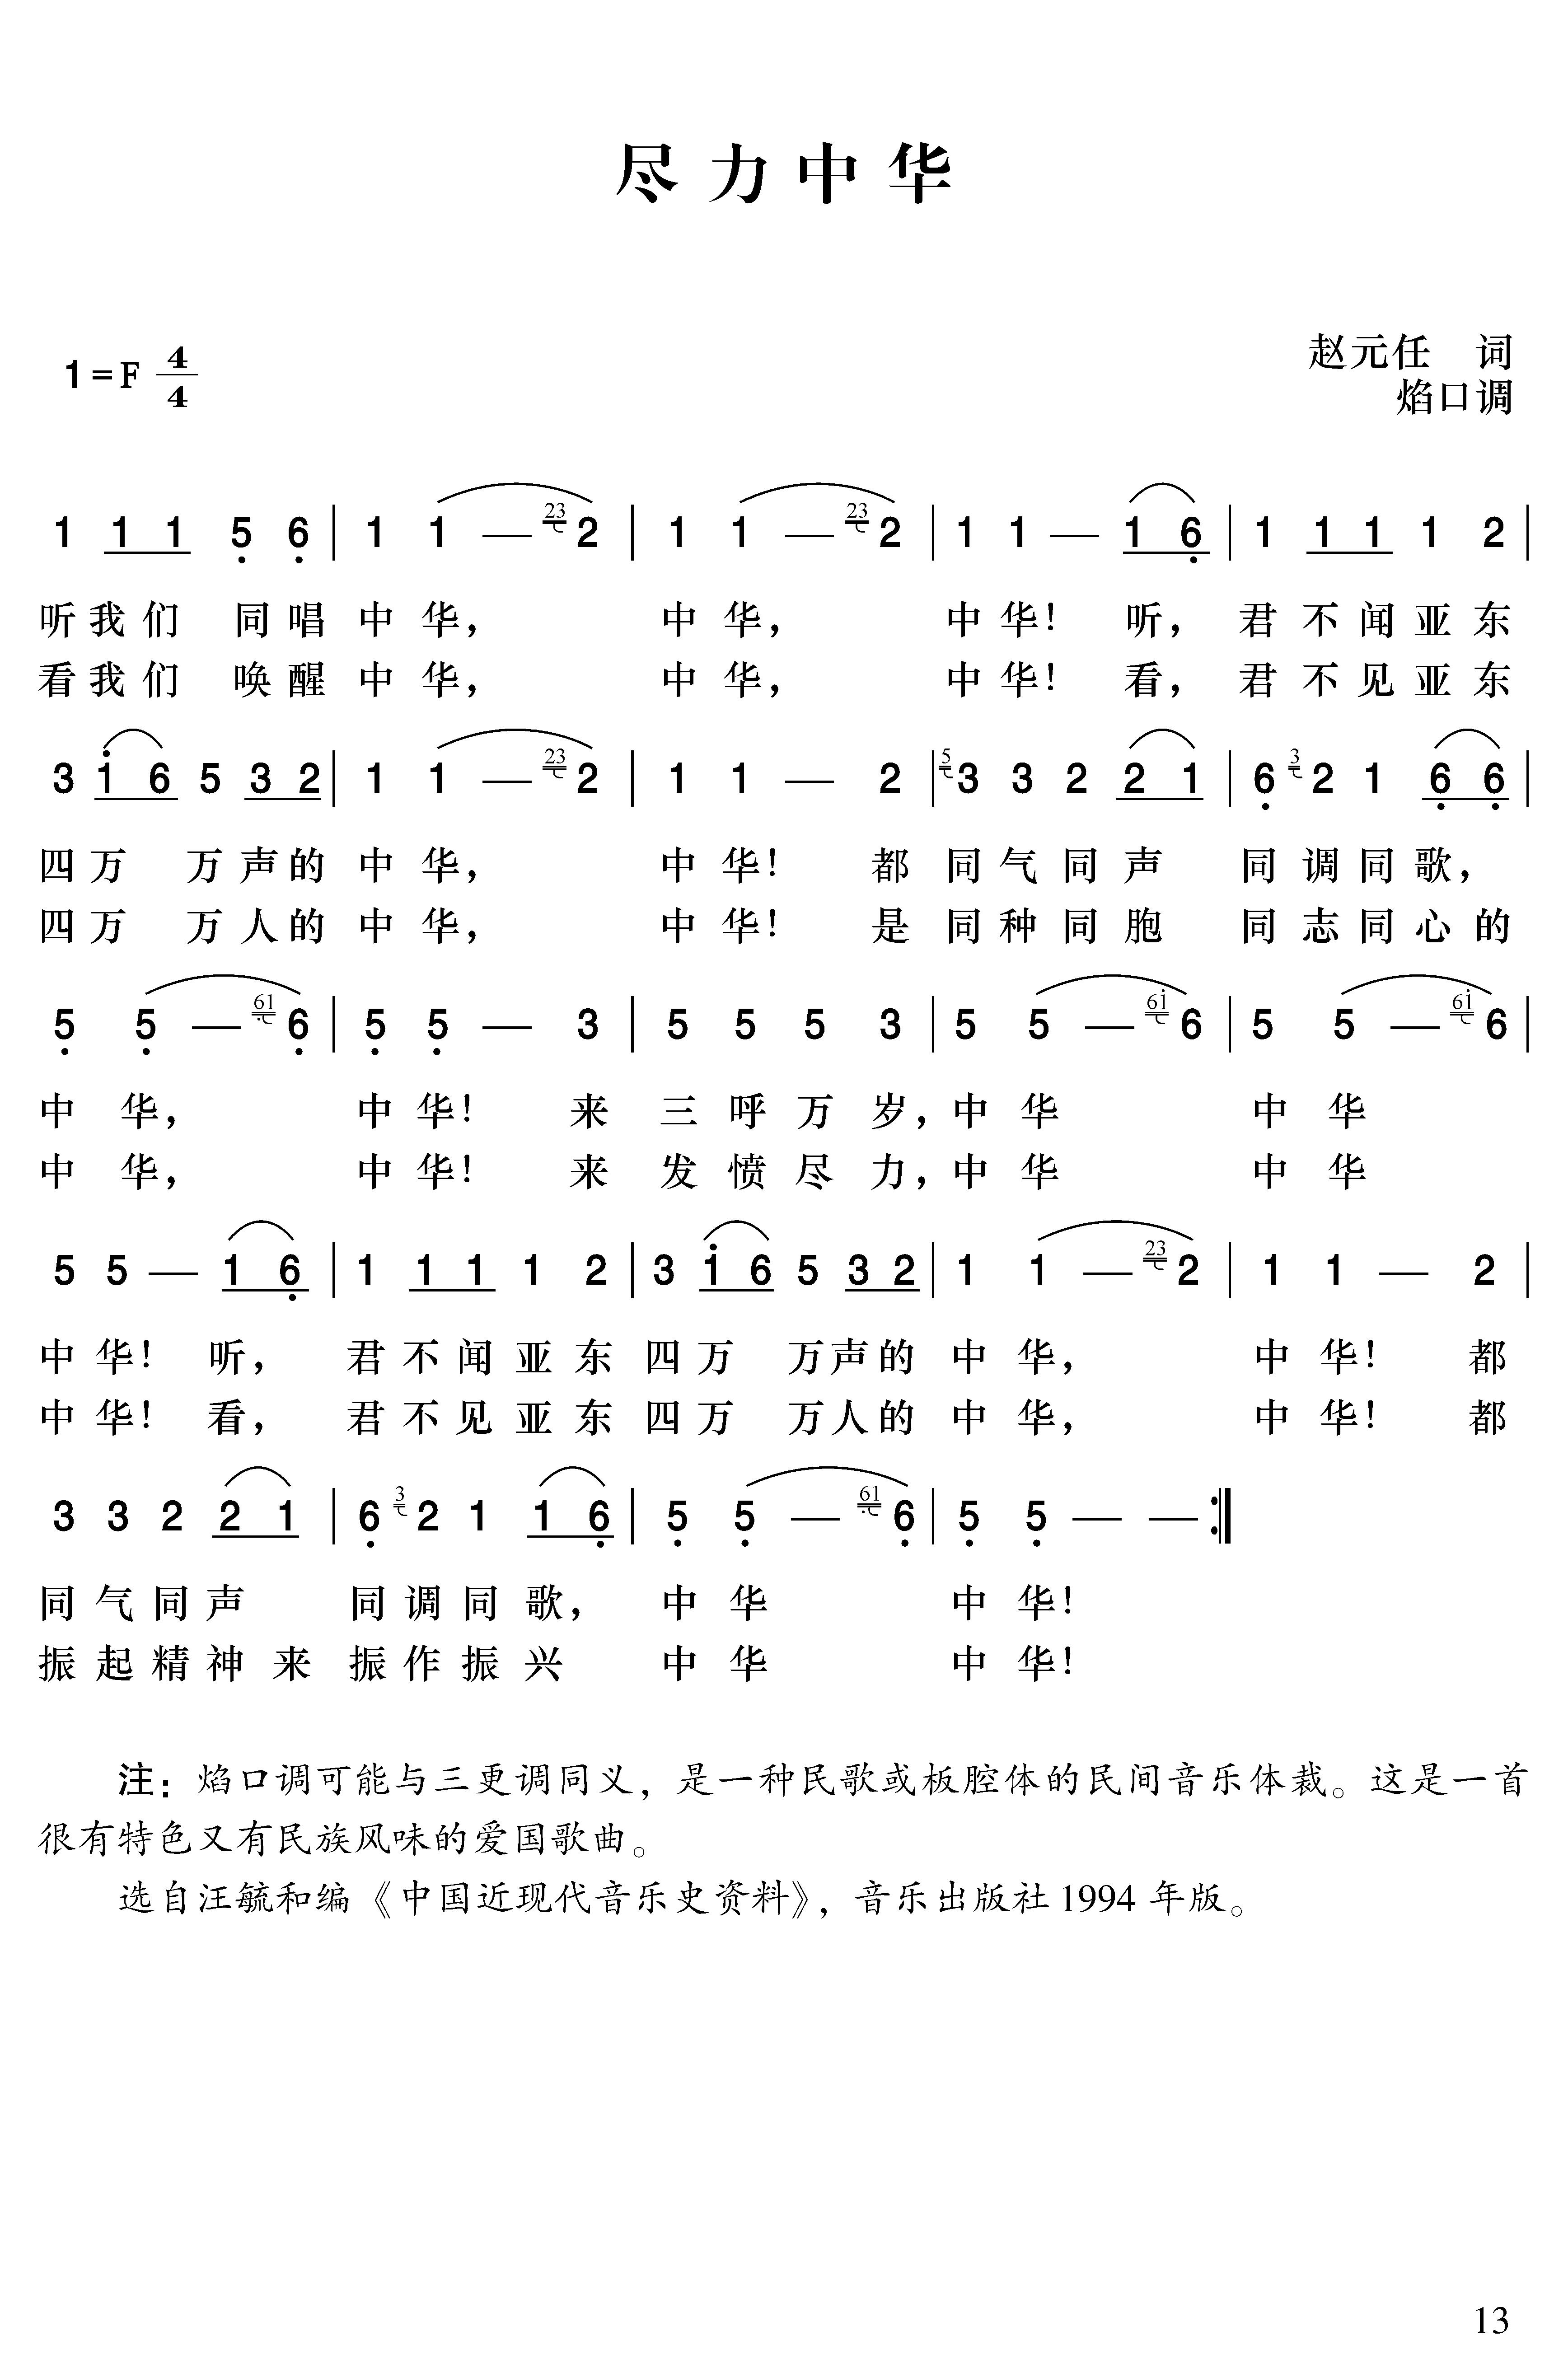 尽力中华
1=F 4/4
赵元任 词
焰口调
1 1 1 5 6 | 1 1 — 23 2 | 1 1 — 23 2 | 1 1 — 1 6 | 1 1 1 1 2 |
听我们 同唱 中华， 中华， 中华！ 听， 君不闻亚东
看我们 唤醒 中华， 中华， 中华！ 看， 君不见亚东
3 1 6 5 3 2 | 1 1 — 23 2 | 1 1 — 2 | 5 3 3 2 2 1 | 6 3 2 1 6 6 |
四万 万声的 中华， 中华！ 都 同气同声 同调同歌，
四万 万人的 中华， 中华！ 是 同种同胞 同志同心的
5 5 — 61 6 | 5 5 — 3 | 5 5 5 3 | 5 5 — 61 6 | 5 5 — 61 6 |
中华， 中华！ 来 三呼万岁，中华 中华
中华， 中华！ 来 发愤尽力，中华 中华
5 5 — 1 6 | 1 1 1 1 2 | 3 1 6 5 3 2 | 1 1 — 23 2 | 1 1 — 2 |
中华！ 听， 君不闻亚东 四万 万声的 中华， 中华！ 都
中华！ 看， 君不见亚东 四万 万人的 中华， 中华！ 都
3 3 2 2 1 | 6 3 2 1 1 6 | 5 5 — 61 6 | 5 5 — — :‖
同气同声 同调同歌， 中华 中华！
振起精神来 振作振兴 中华 中华！
注：焰口调可能与三更调同义，是一种民歌或板腔体的民间音乐体裁。这是一首
很有特色又有民族风味的爱国歌曲。
选自汪毓和编《中国近现代音乐史资料》，音乐出版社1994年版。
13